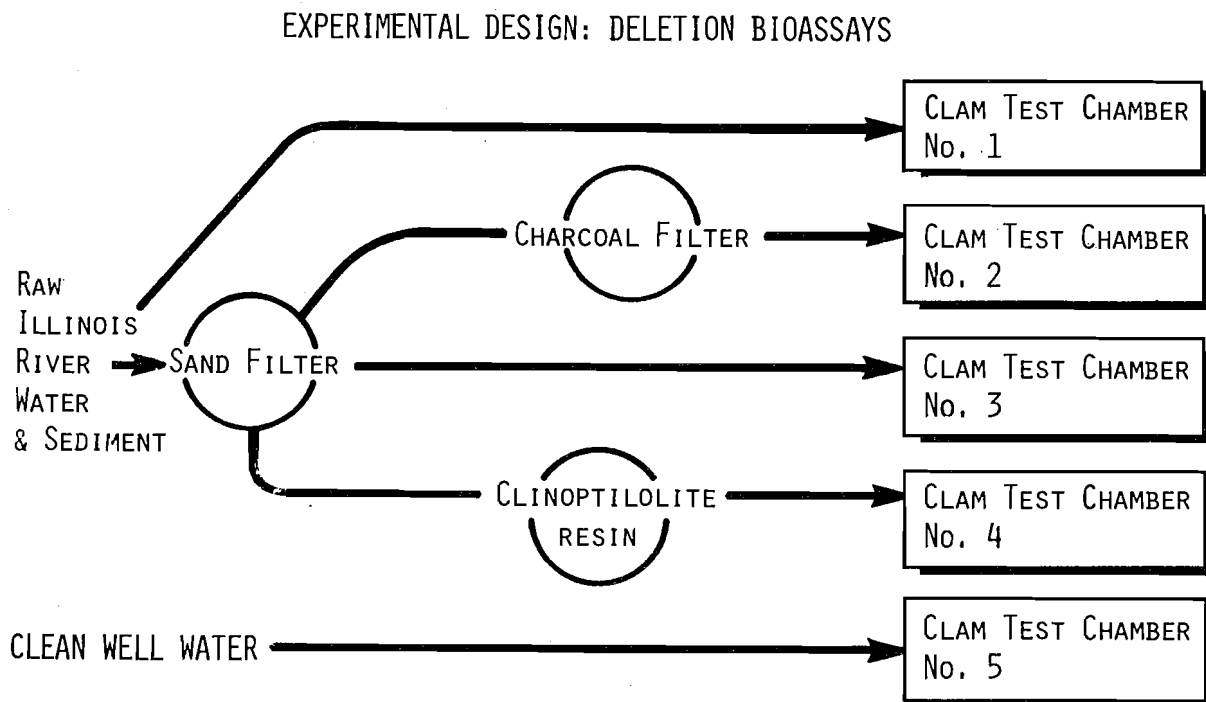 EXPERIMENTAL DESIGN: DELETION BIOASSAYS
CLAM TEST CHAMBER
No. 1
CHARCOAL FILTER
CLAM TEST CHAMBER
No. 2
RAW
ILLINOIS
RIVER
WATER
& SEDIMENT
SAND FILTER
CLAM TEST CHAMBER
No. 3
CLINOPTILOLITE
RESIN
CLAM TEST CHAMBER
No. 4
CLEAN WELL WATER
CLAM TEST CHAMBER
No. 5